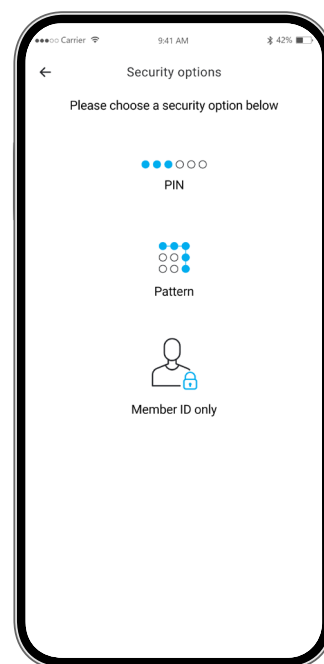 Carrier 9:41 AM 42%
Security options
Please choose a security option below
PIN
Pattern
Member ID only